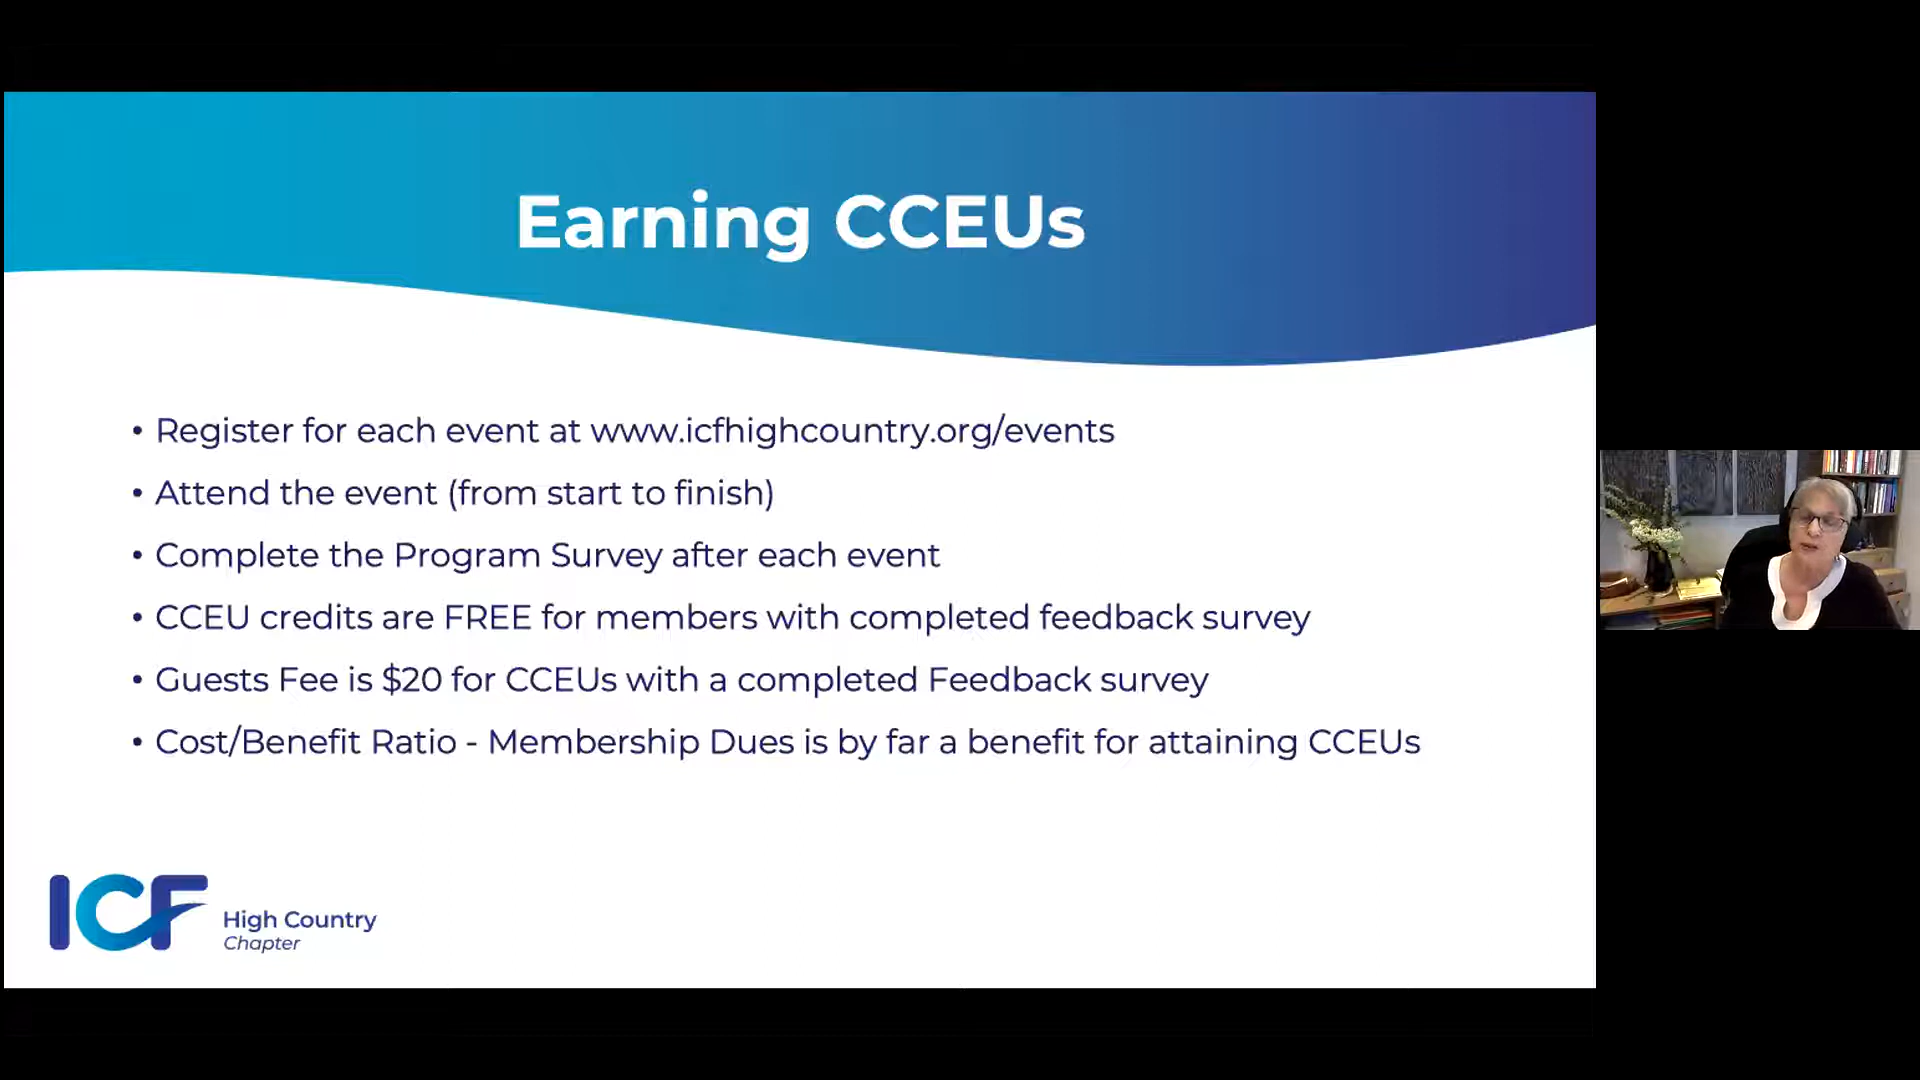 Earning CCEUs
• Register for each event at www.icfhighcountry.org/events
• Attend the event (from start to finish)
• Complete the Program Survey after each event
• CCEU credits are FREE for members with completed feedback survey
• Guests Fee is $20 for CCEUs with a completed Feedback survey
• Cost/Benefit Ratio - Membership Dues is by far a benefit for attaining CCEUs
ICF
High Country
Chapter